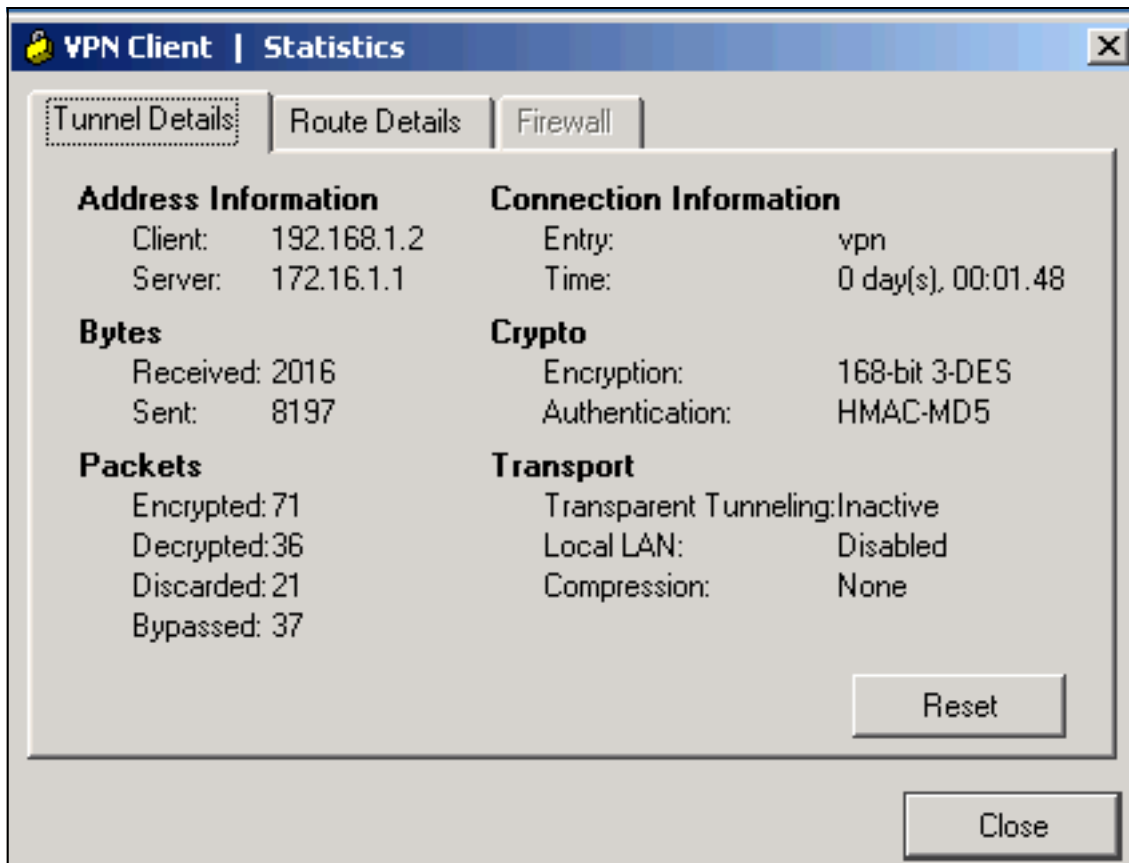 VPN Client | Statistics
Tunnel Details
Route Details
Firewall
Address Information
Client: 192.168.1.2
Server: 172.16.1.1
Connection Information
Entry: vpn
Time: 0 day(s), 00:01.48
Bytes
Received: 2016
Sent: 8197
Crypto
Encryption: 168-bit 3-DES
Authentication: HMAC-MD5
Packets
Encrypted: 71
Decrypted: 36
Discarded: 21
Bypassed: 37
Transport
Transparent Tunneling: Inactive
Local LAN: Disabled
Compression: None
Reset
Close